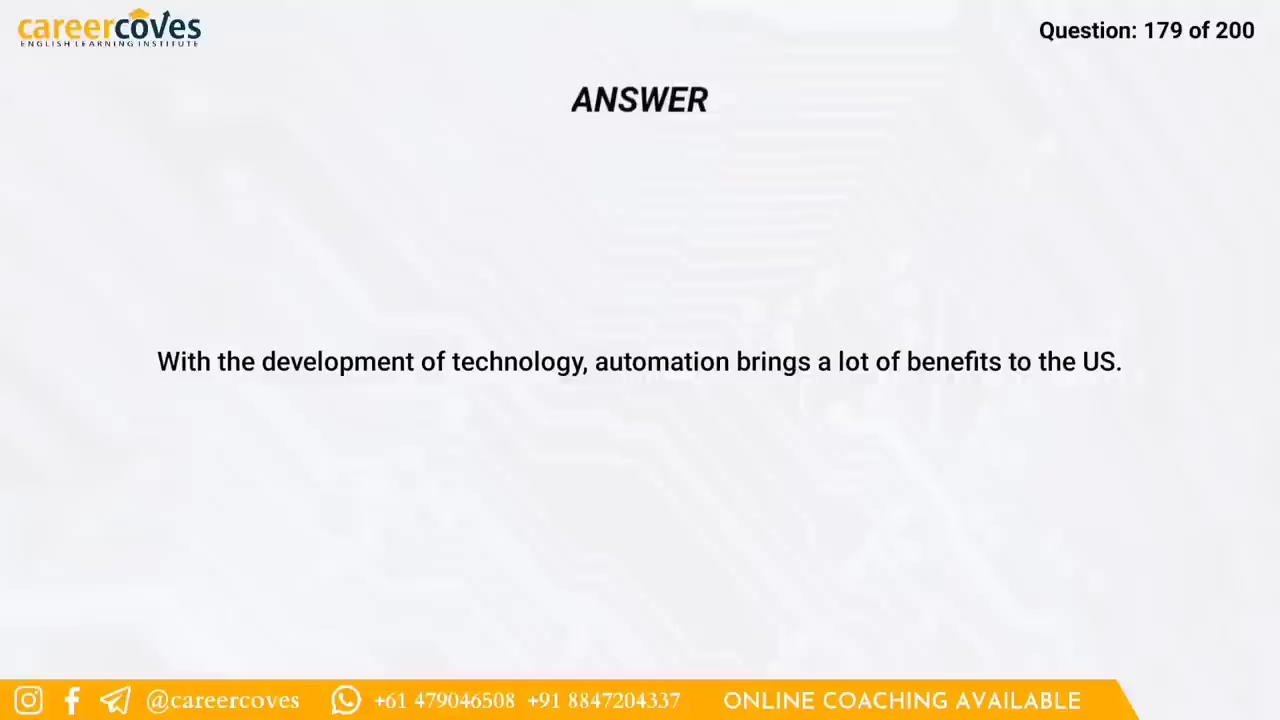 careercoves
ENGLISH LEARNING INSTITUTE
Question: 179 of 200
ANSWER
With the development of technology, automation brings a lot of benefits to the US.
@careercoves +61 479046508 +91 8847204337 ONLINE COACHING AVAILABLE